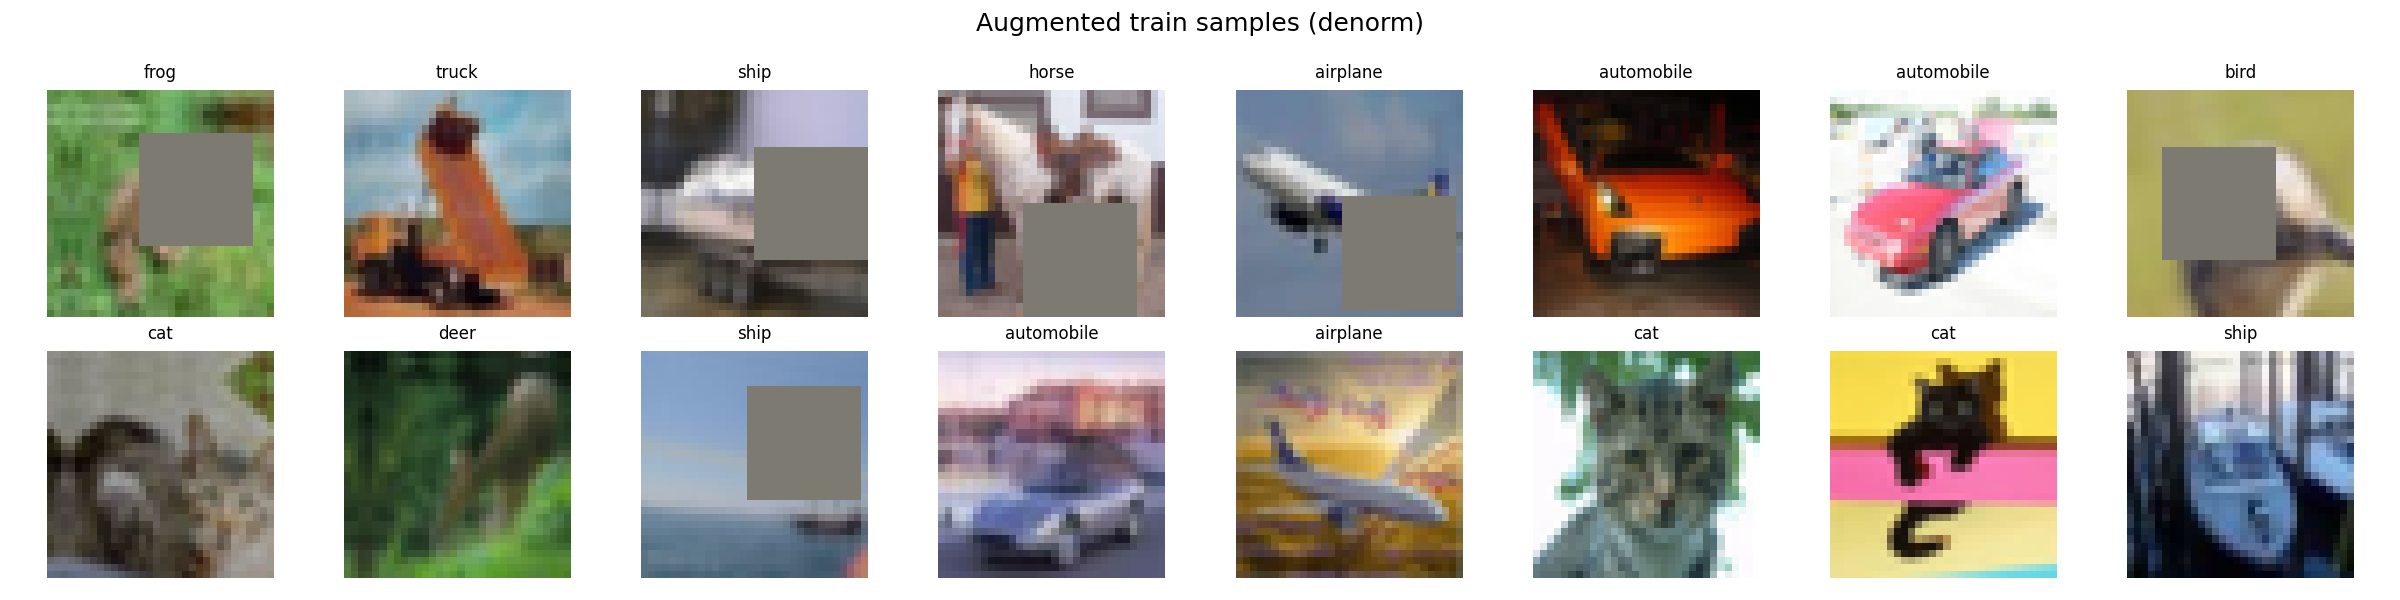 Augmented train samples (denorm)
frog truck ship horse airplane automobile automobile bird
cat deer ship automobile airplane cat cat ship